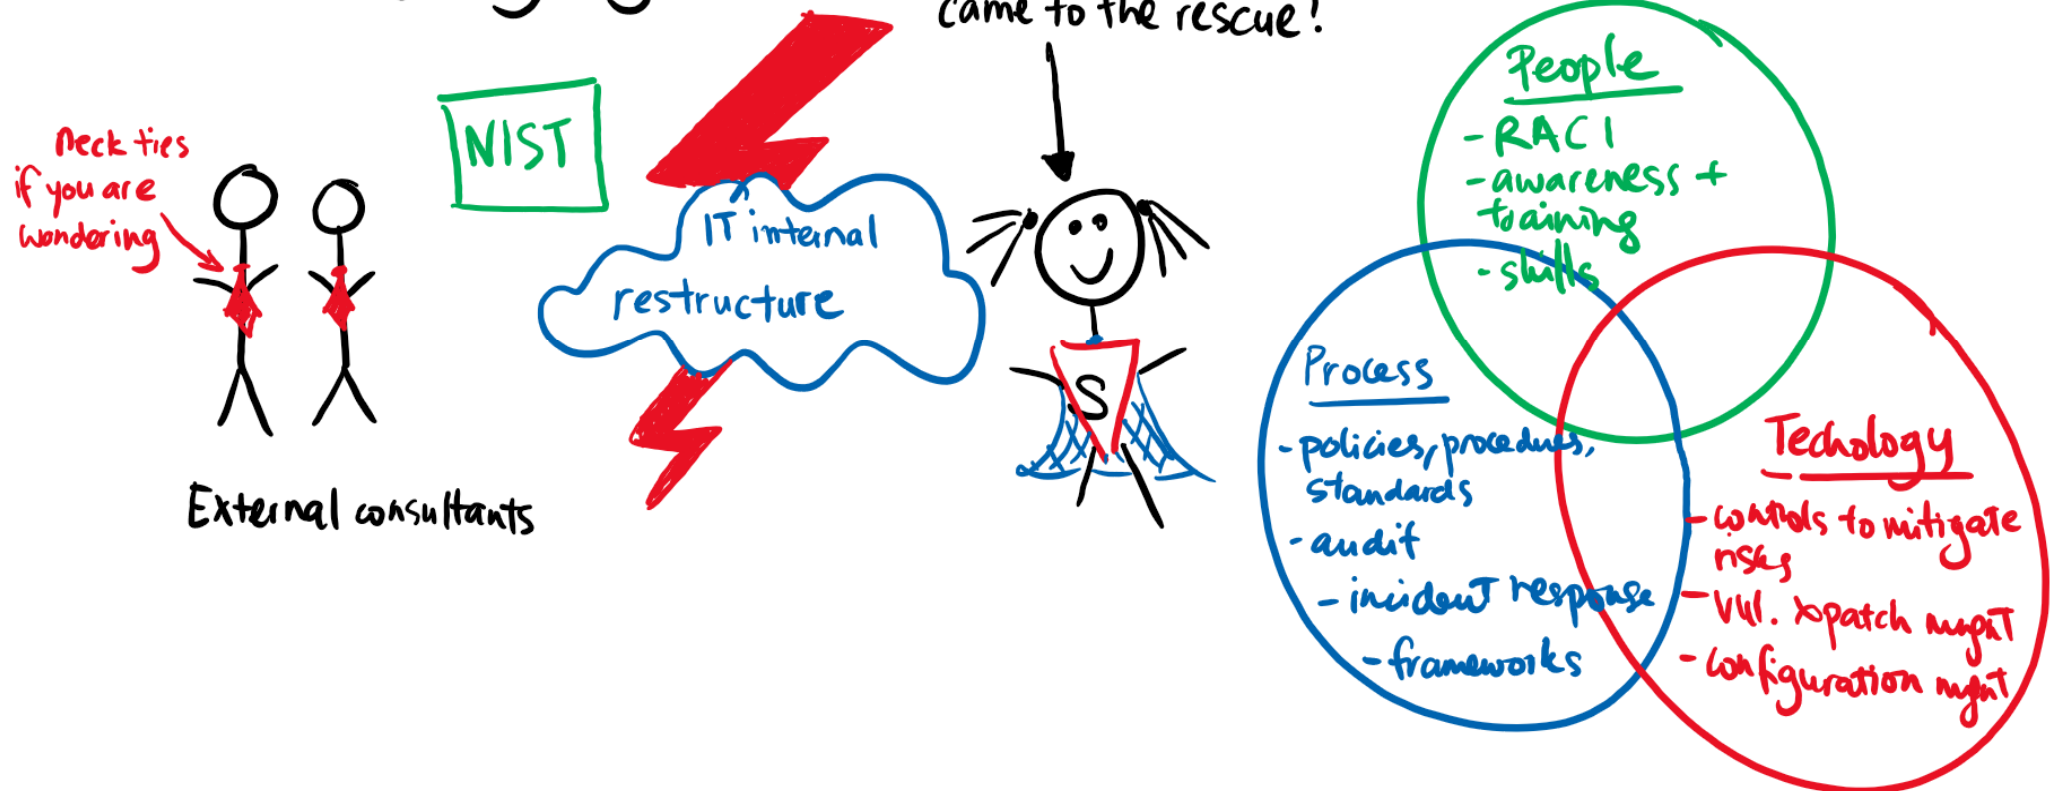 came to the rescue!
neck ties
if you are
wondering
NIST
IT internal
restructure
S
External consultants
People
- RACI
- awareness +
training
- skills
Process
- policies, procedures,
standards
- audit
- incident response
- frameworks
Techology
- controls to mitigate
risks
- Vul. & patch mgmt
- configuration mgmt